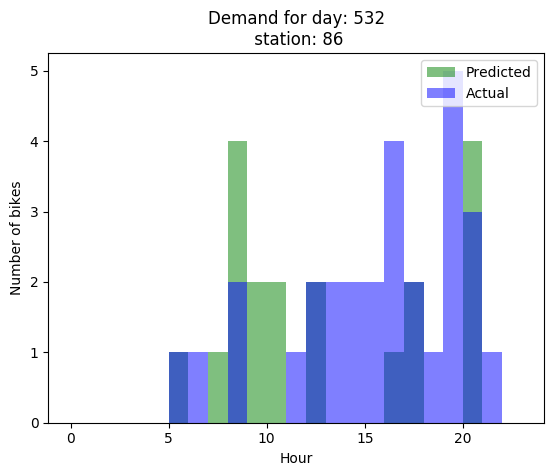 Demand for day: 532
station: 86
Predicted
Actual
Number of bikes
5
4
3
2
1
0
0 5 10 15 20
Hour